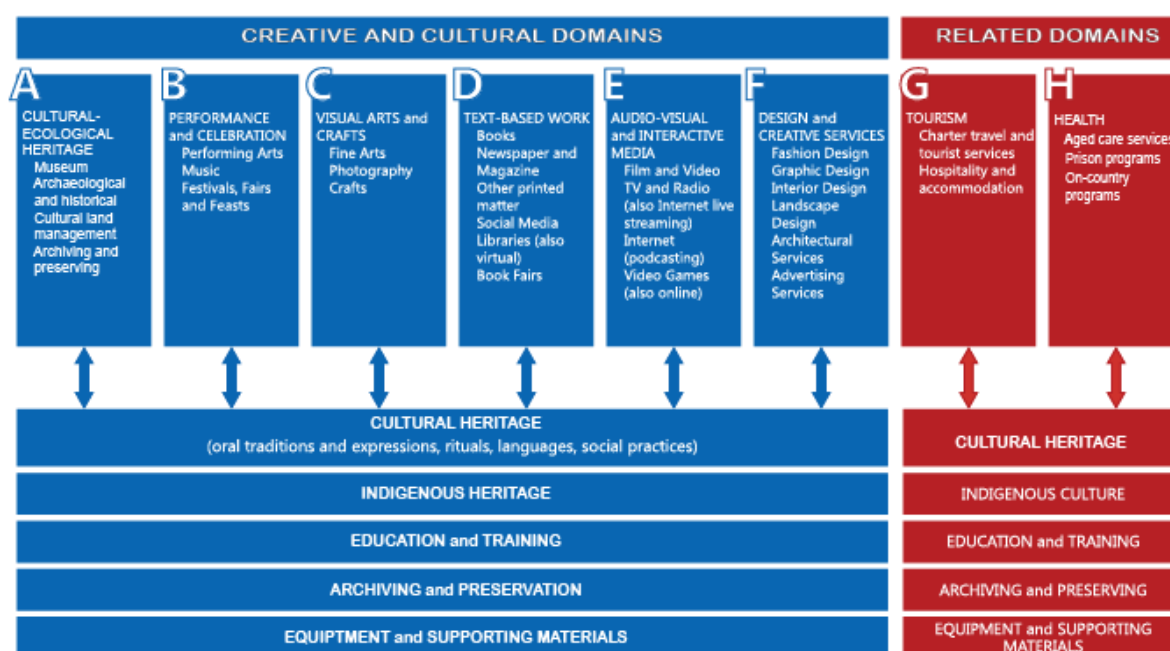 CREATIVE AND CULTURAL DOMAINS
RELATED DOMAINS
A
CULTURAL-
ECOLOGICAL
HERITAGE
Museum
Archaeological
and historical
Cultural land
management
Archiving and
preserving
B
PERFORMANCE
and CELEBRATION
Performing Arts
Music
Festivals, Fairs
and Feasts
C
VISUAL ARTS and
CRAFTS
Fine Arts
Photography
Crafts
D
TEXT-BASED WORK
Books
Newspaper and
Magazine
Other printed
matter
Social Media
Libraries (also
virtual)
Book Fairs
E
AUDIO-VISUAL
and INTERACTIVE
MEDIA
Film and Video
TV and Radio
(also Internet live
streaming)
Internet
(podcasting)
Video Games
(also online)
F
DESIGN and
CREATIVE SERVICES
Fashion Design
Graphic Design
Interior Design
Landscape
Design
Architectural
Services
Advertising
Services
G
TOURISM
Charter travel and
tourist services
Hospitality and
accommodation
H
HEALTH
Aged care services
Prison programs
On-country
programs
CULTURAL HERITAGE
(oral traditions and expressions, rituals, languages, social practices)
INDIGENOUS HERITAGE
EDUCATION and TRAINING
ARCHIVING and PRESERVATION
EQUIPTMENT and SUPPORTING MATERIALS
CULTURAL HERITAGE
INDIGENOUS CULTURE
EDUCATION and TRAINING
ARCHIVING and PRESERVING
EQUIPMENT and SUPPORTING
MATERIALS